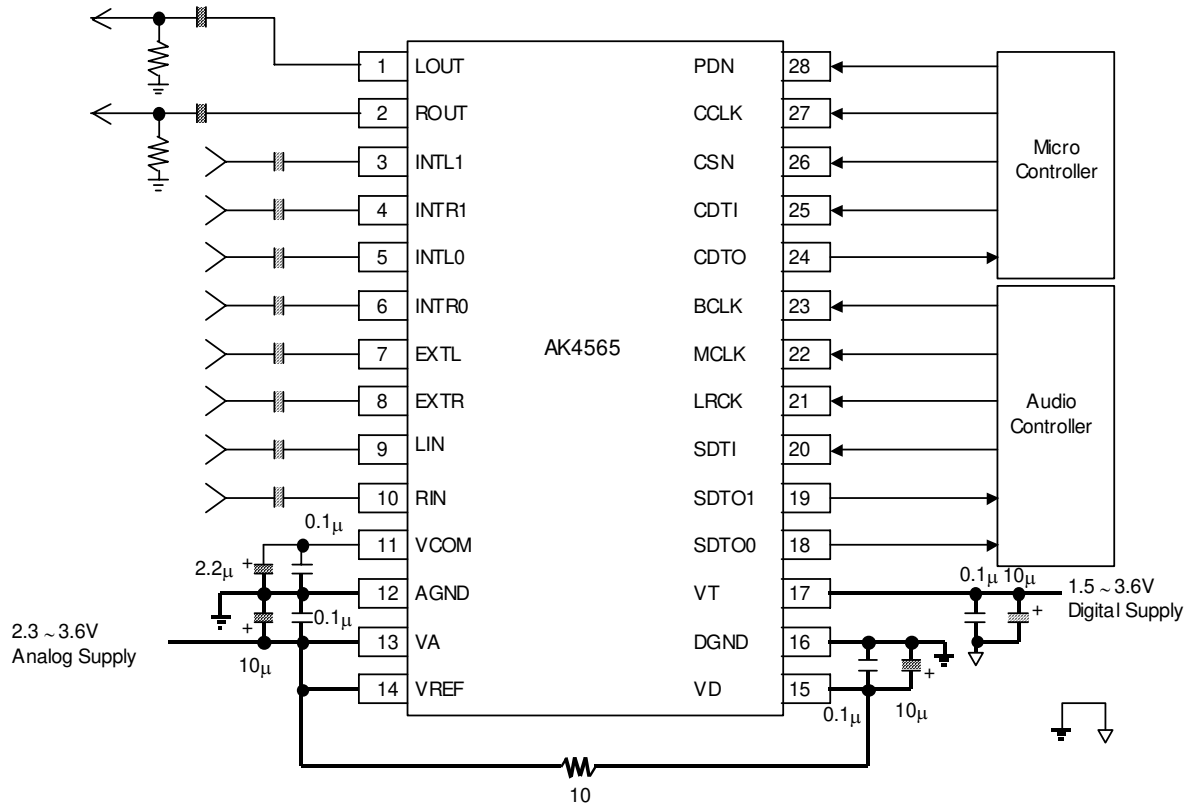 1 LOUT PDN 28
2 ROUT CCLK 27
3 INTL1 CSN 26
Micro
Controller
4 INTR1 CDTI 25
5 INTL0 CDTO 24
6 INTR0 BCLK 23
7 EXTL AK4565 MCLK 22
8 EXTR LRCK 21
Audio
Controller
9 LIN SDTI 20
10 RIN SDTO1 19
0.1μ
11 VCOM SDTO0 18
2.2μ +
0.1μ 10μ
12 AGND VT 17
1.5 ~ 3.6V
Digital Supply
+
0.1μ
+
2.3 ~ 3.6V
Analog Supply
13 VA DGND 16
10μ
14 VREF VD 15
+
0.1μ 10μ
10